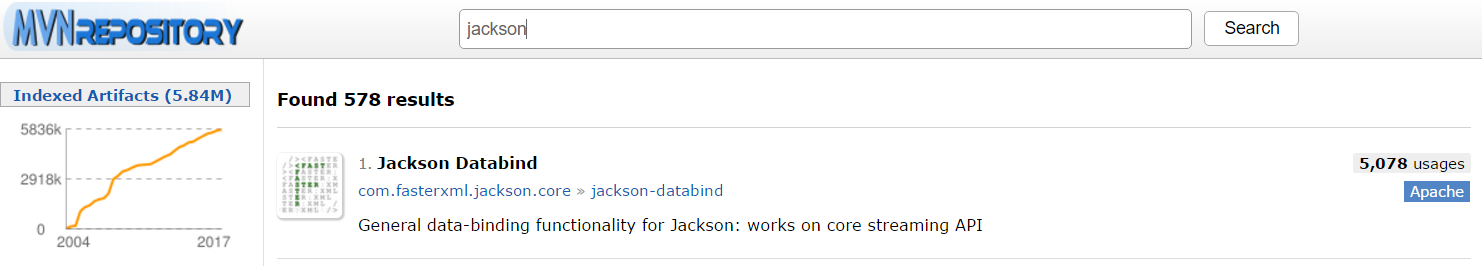 MVNREPOSITORY
jackson
Search
Indexed Artifacts (5.84M)
5836k
2918k
0
2004
2017
Found 578 results
1. Jackson Databind
5,078 usages
com.fasterxml.jackson.core » jackson-databind
Apache
General data-binding functionality for Jackson: works on core streaming API